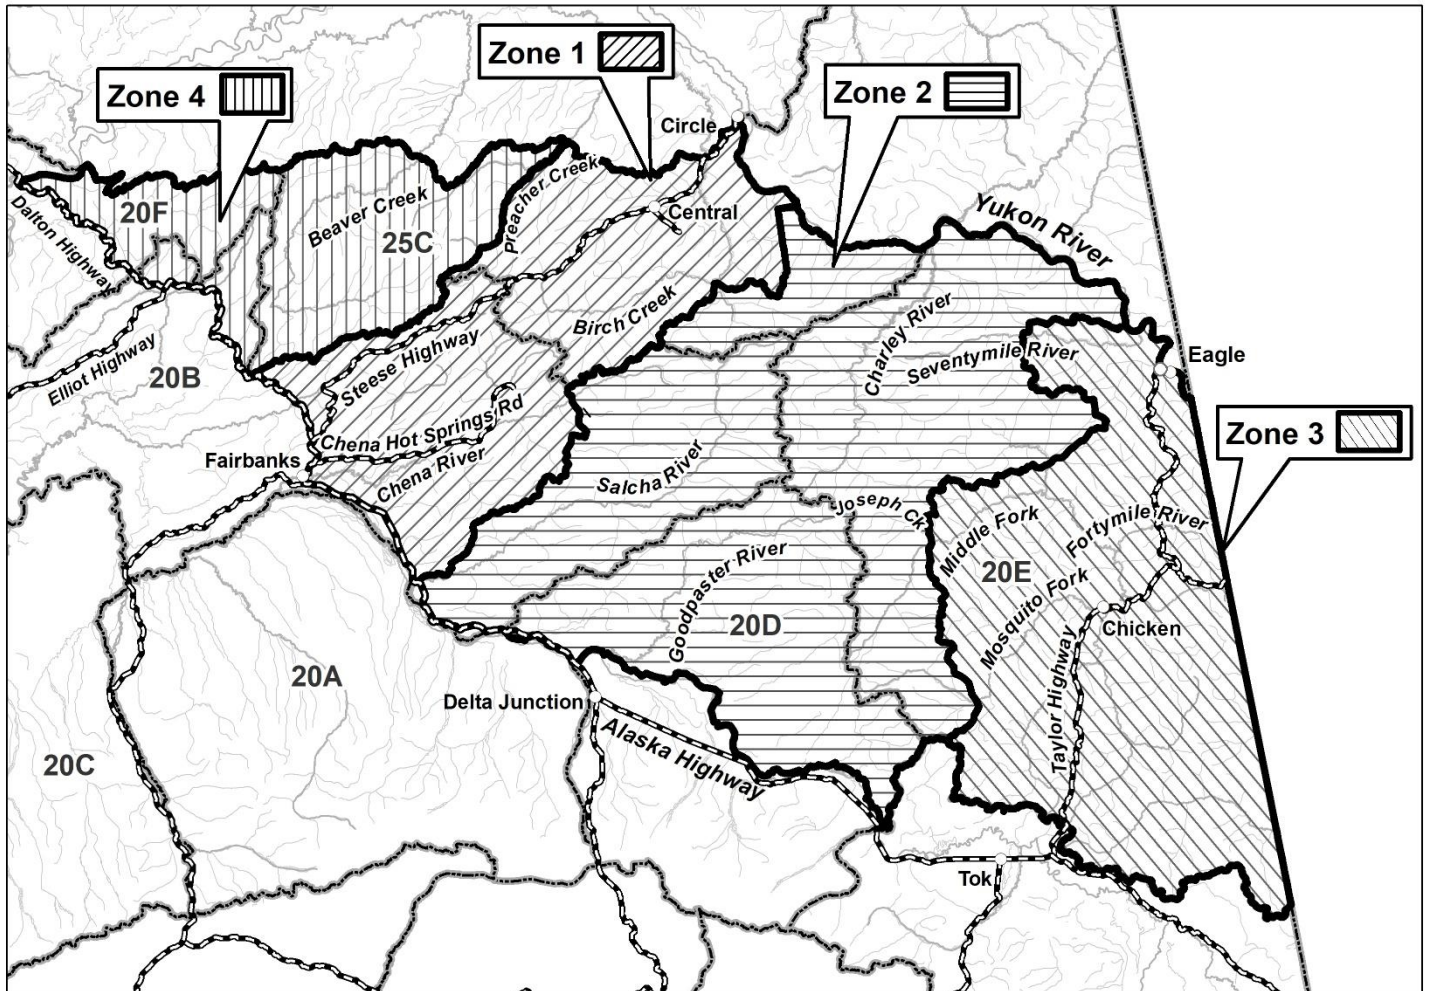 Zone 1
Zone 4
Zone 2
Circle
Preacher Creek
20F
Beaver Creek
25C
Central
Yukon River
Dalton Highway
Birch Creek
Charley River
Steese Highway
Seventymile River
Eagle
Elliot Highway
20B
Chena Hot Springs Rd
Zone 3
Fairbanks
Chena River
Salcha River
Joseph Ck
Middle Fork
Fortymile River
20E
Mosquito Fork
Goodpaster River
20D
Chicken
20A
Taylor Highway
Delta Junction
Alaska Highway
20C
Tok